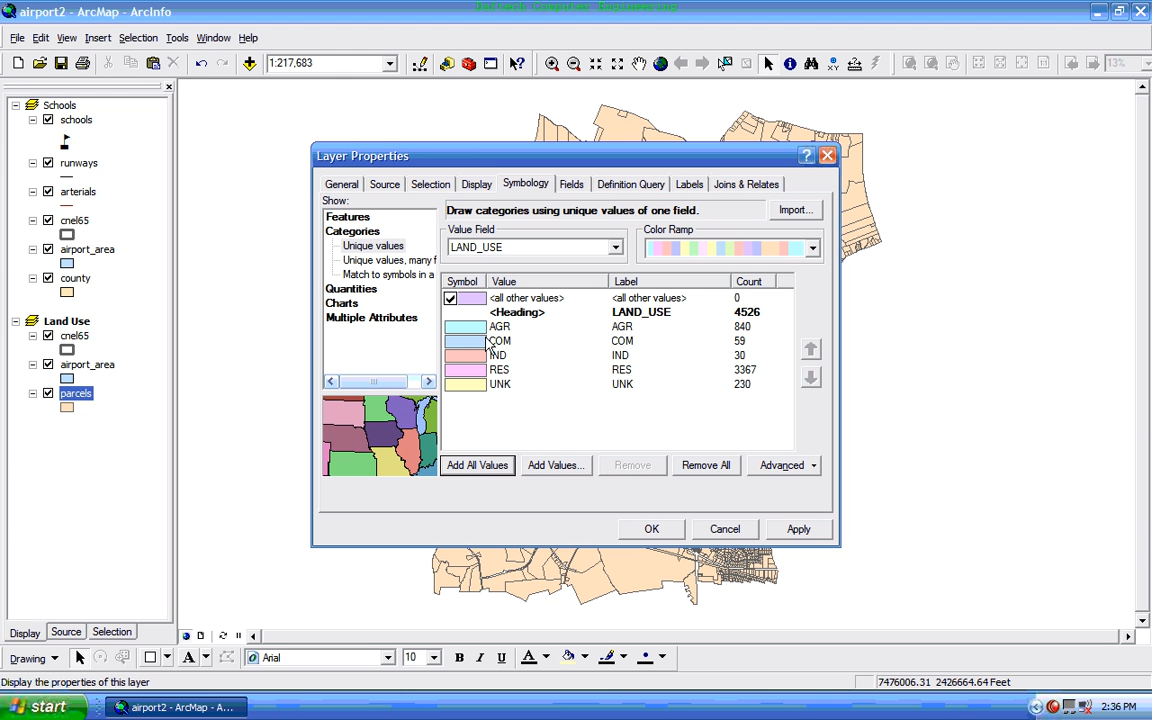 airport2 - ArcMap - ArcInfo
File Edit View Insert Selection Tools Window Help
1:217,683
13%
Schools
schools
runways
arterials
cnel65
airport_area
county
Land Use
cnel65
airport_area
parcels
Display Source Selection
Layer Properties
General Source Selection Display Symbology Fields Definition Query Labels Joins & Relates
Show:
Features
Categories
Unique values
Unique values, many f
Match to symbols in a
Quantities
Charts
Multiple Attributes
Draw categories using unique values of one field.
Import...
Value Field
LAND_USE
Color Ramp
Symbol Value Label Count
<all other values> <all other values> 0
<Heading> LAND_USE 4526
AGR AGR 840
COM COM 59
IND IND 30
RES RES 3367
UNK UNK 230
Add All Values Add Values... Remove Remove All Advanced
OK Cancel Apply
Drawing A Arial 10 B I U A
Display the properties of this layer
7476006.31 2426664.64 Feet
start airport2 - ArcMap - A... 2:36 PM